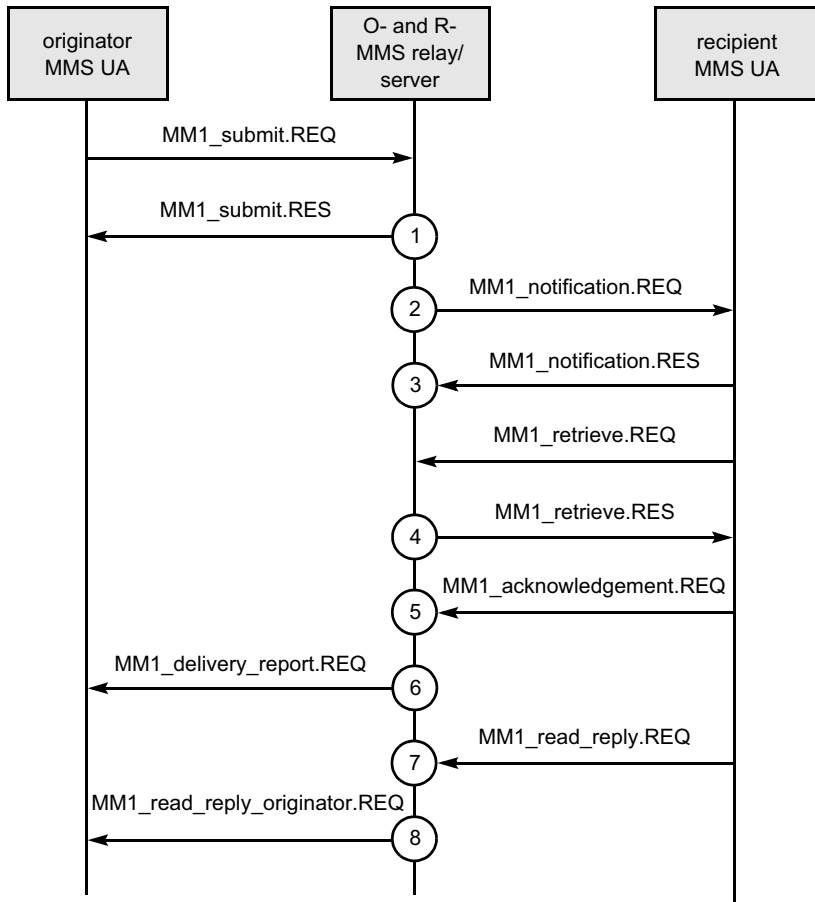 originator
MMS UA
O- and R-
MMS relay/
server
recipient
MMS UA
MM1_submit.REQ
MM1_submit.RES
1
MM1_notification.REQ
2
MM1_notification.RES
3
MM1_retrieve.REQ
MM1_retrieve.RES
4
MM1_acknowledgement.REQ
5
MM1_delivery_report.REQ
6
MM1_read_reply.REQ
7
MM1_read_reply_originator.REQ
8